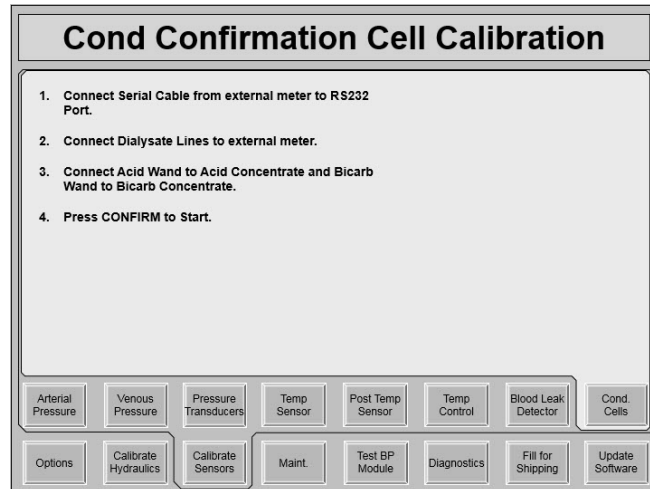 Cond Confirmation Cell Calibration
1. Connect Serial Cable from external meter to RS232
Port.
2. Connect Dialysate Lines to external meter.
3. Connect Acid Wand to Acid Concentrate and Bicarb
Wand to Bicarb Concentrate.
4. Press CONFIRM to Start.
Arterial
Pressure
Venous
Pressure
Pressure
Transducers
Temp
Sensor
Post Temp
Sensor
Temp
Control
Blood Leak
Detector
Cond.
Cells
Options
Calibrate
Hydraulics
Calibrate
Sensors
Maint.
Test BP
Module
Diagnostics
Fill for
Shipping
Update
Software